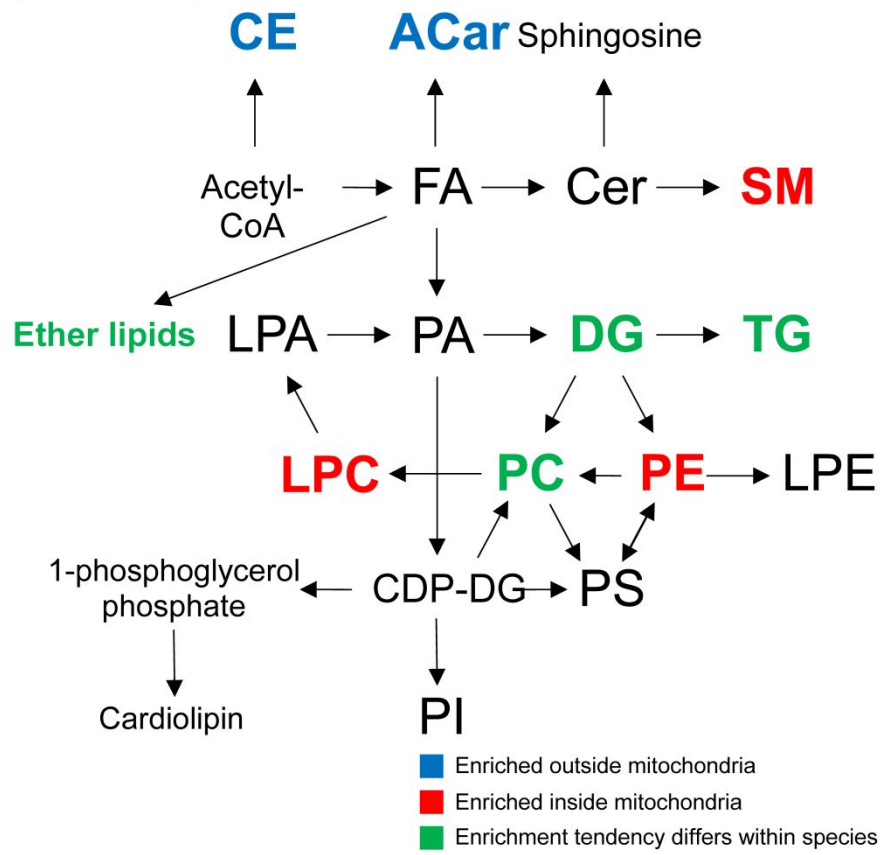 CE
ACar
Sphingosine
Acetyl-
CoA
FA
Cer
SM
Ether lipids
LPA
PA
DG
TG
LPC
PC
PE
LPE
1-phosphoglycerol
phosphate
CDP-DG
PS
Cardiolipin
PI
Enriched outside mitochondria
Enriched inside mitochondria
Enrichment tendency differs within species